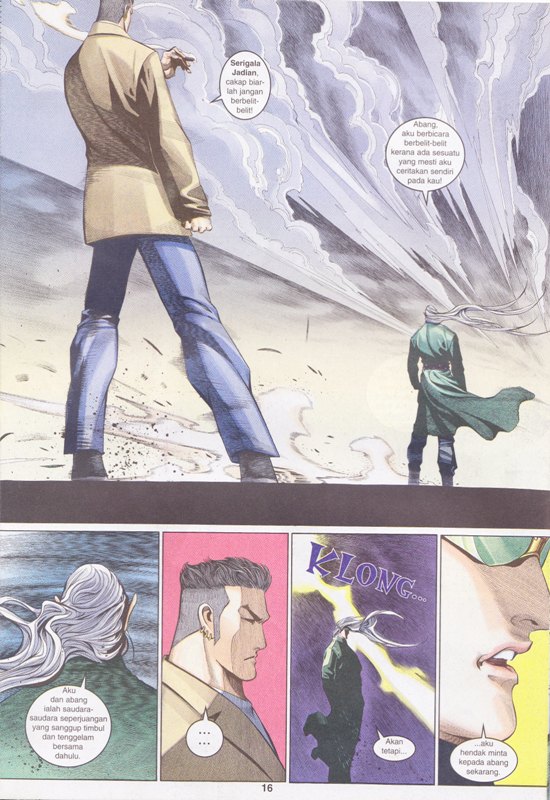 Serigala
Jadian,
cakap biar-
lah jangan
berbelit-
belit!
Abang,
aku berbicara
berbelit-belit
kerana ada sesuatu
yang mesti aku
ceritakan sendiri
pada kau!
Aku
dan abang
ialah saudara-
saudara seperjuangan
yang sanggup timbul
dan tenggelam
bersama
dahulu.
...
...
KLONG...
Akan
tetapi...
...aku
hendak minta
kepada abang
sekarang.
16